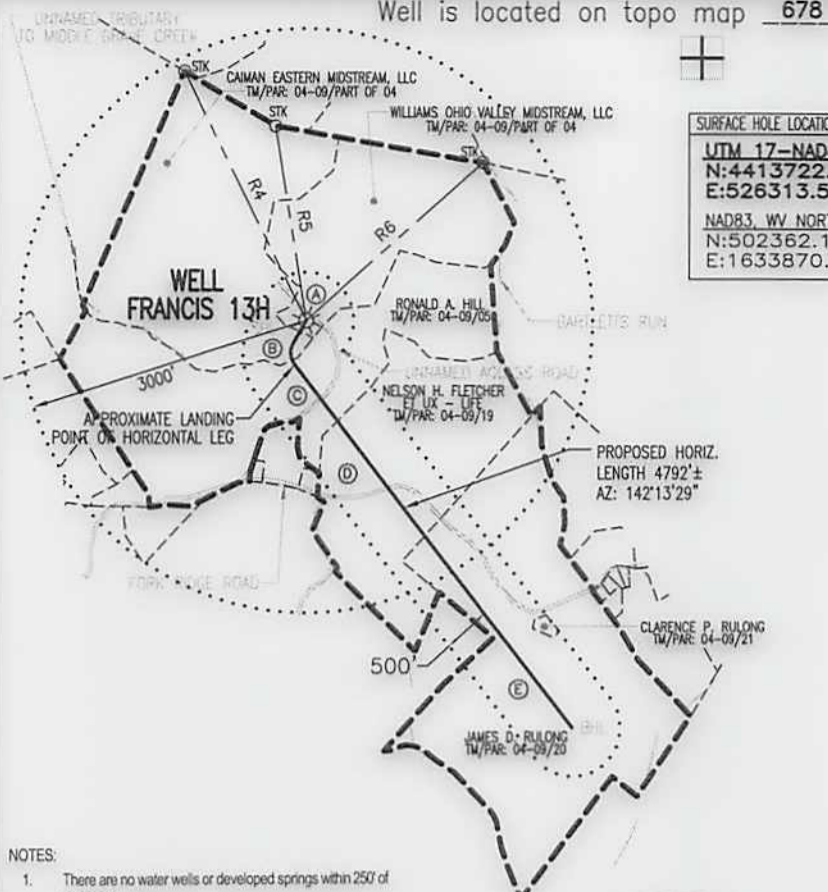 Well is located on topo map 678
UNNAMED TRIBUTARY
TO MIDDLE GRAVE CREEK
STK
CAIMAN EASTERN MIDSTREAM, LLC
TM/PAR: 04-09/PART OF 04
STK
WILLIAMS OHIO VALLEY MIDSTREAM, LLC
TM/PAR: 04-09/PART OF 04
STK
SURFACE HOLE LOCATIO
UTM 17-NAD
N:4413722.
E:526313.5
NAD83, WV NOR
N:502362.1
E:1633870.
R4
R5
R6
WELL
FRANCIS 13H
A
RONALD A. HILL
TM/PAR: 04-09/05
BARTLETTS RUN
B
3000'
UNNAMED ACCESS ROAD
NELSON H. FLETCHER
ET UX - LIFE
TM/PAR: 04-09/19
C
APPROXIMATE LANDING
POINT OF HORIZONTAL LEG
D
PROPOSED HORIZ.
LENGTH 4792'±
AZ: 142°13'29"
FORK RIDGE ROAD
CLARENCE P. RULONG
TM/PAR: 04-09/21
500'
E
BHL
JAMES D. RULONG
TM/PAR: 04-09/20
NOTES:
1. There are no water wells or developed springs within 250' of